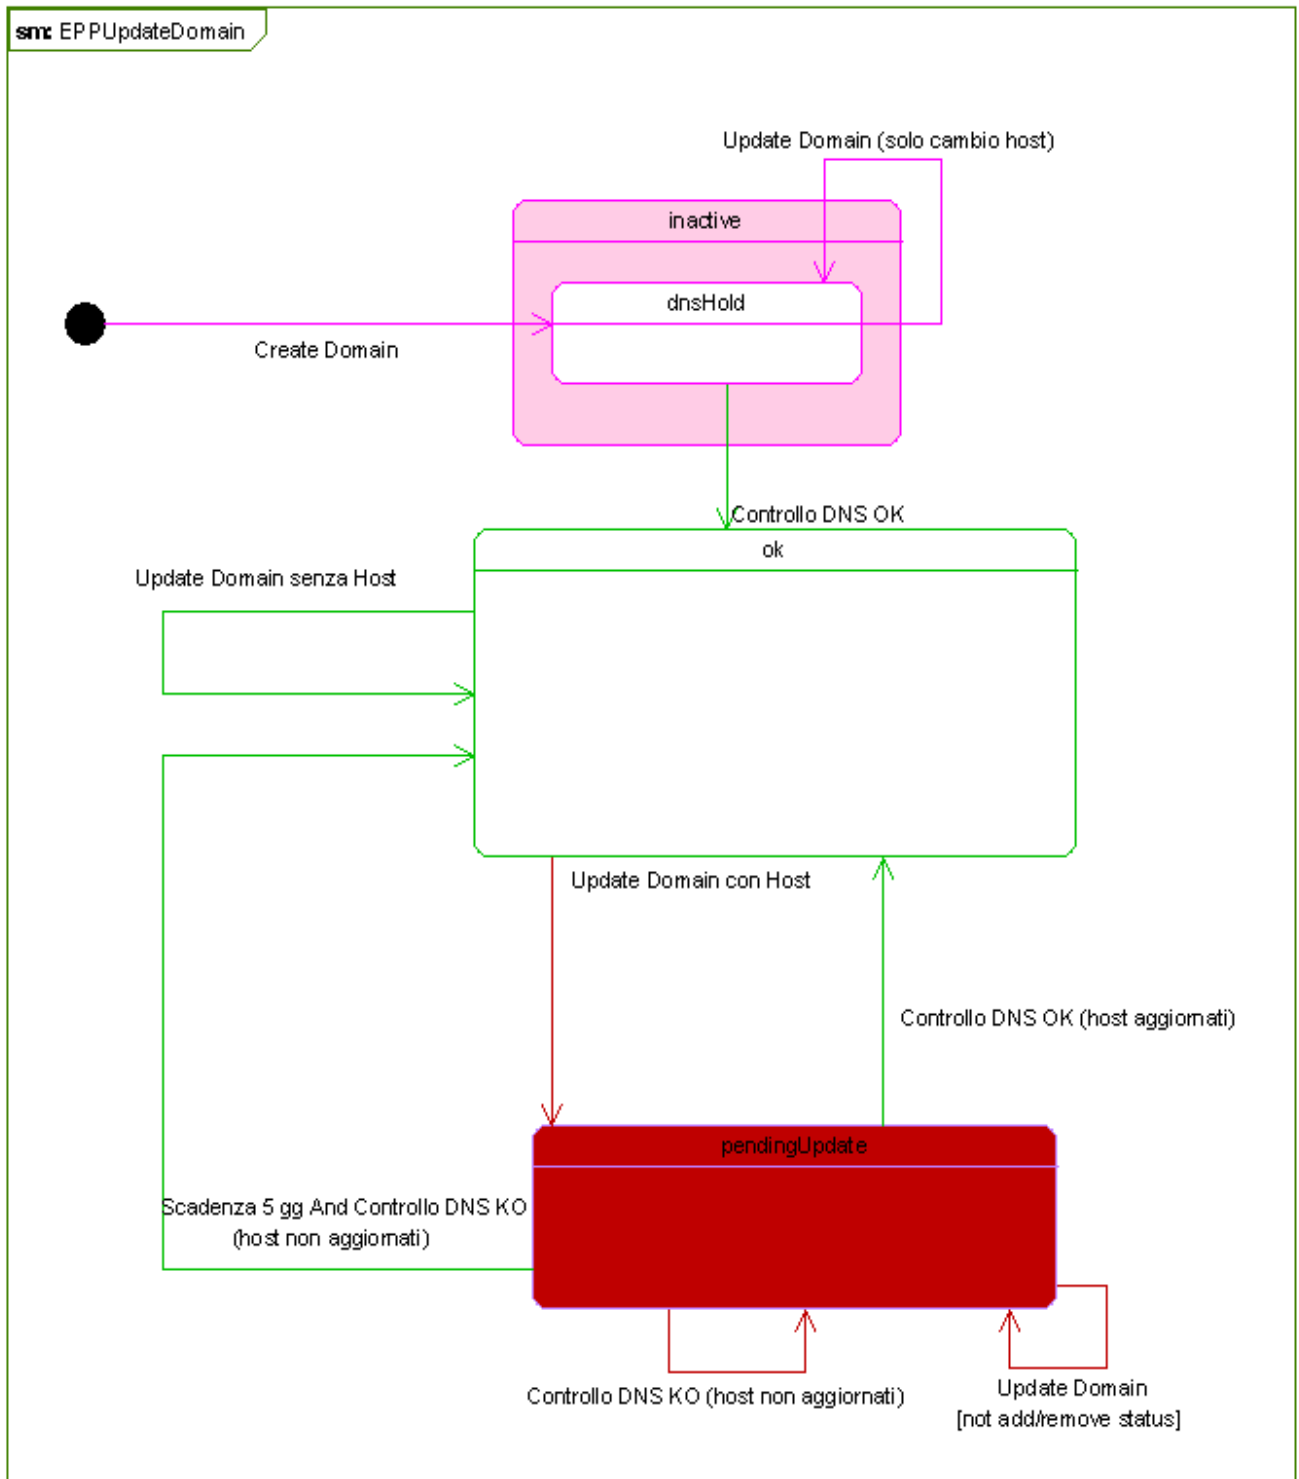 sm: EPPUpdateDomain
Update Domain (solo cambio host)
inactive
dnsHold
Create Domain
Controllo DNS OK
ok
Update Domain senza Host
Update Domain con Host
Controllo DNS OK (host aggiornati)
pendingUpdate
Scadenza 5 gg And Controllo DNS KO
(host non aggiornati)
Controllo DNS KO (host non aggiornati)
Update Domain
[not add/remove status]